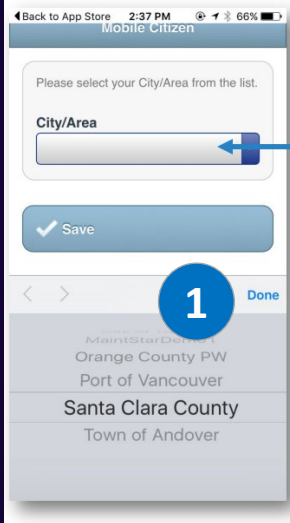 Back to App Store 2:37 PM 66%
Mobile Citizen
Please select your City/Area from the list.
City/Area
Save
1
Done
MaintStarDemo1
Orange County PW
Port of Vancouver
Santa Clara County
Town of Andover